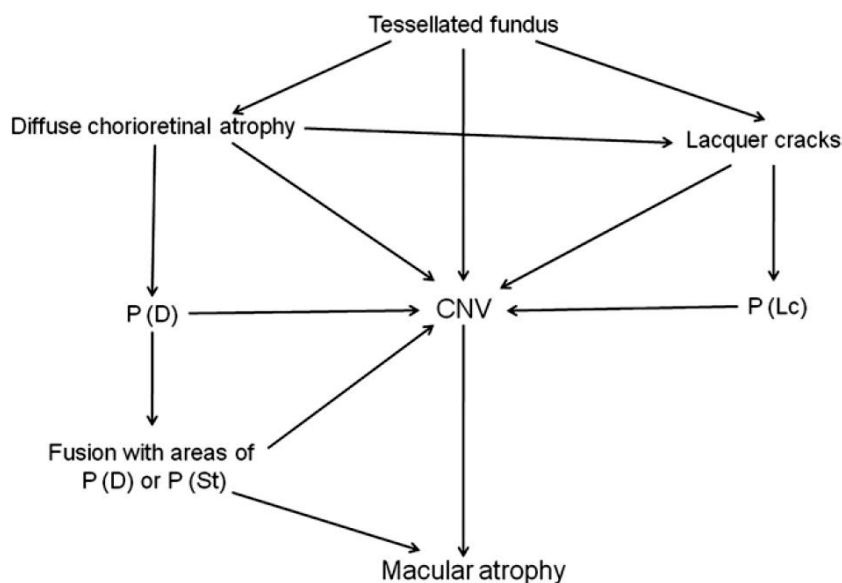 Tessellated fundus
Diffuse chorioretinal atrophy
Lacquer cracks
P (D)
CNV
P (Lc)
Fusion with areas of
P (D) or P (St)
Macular atrophy